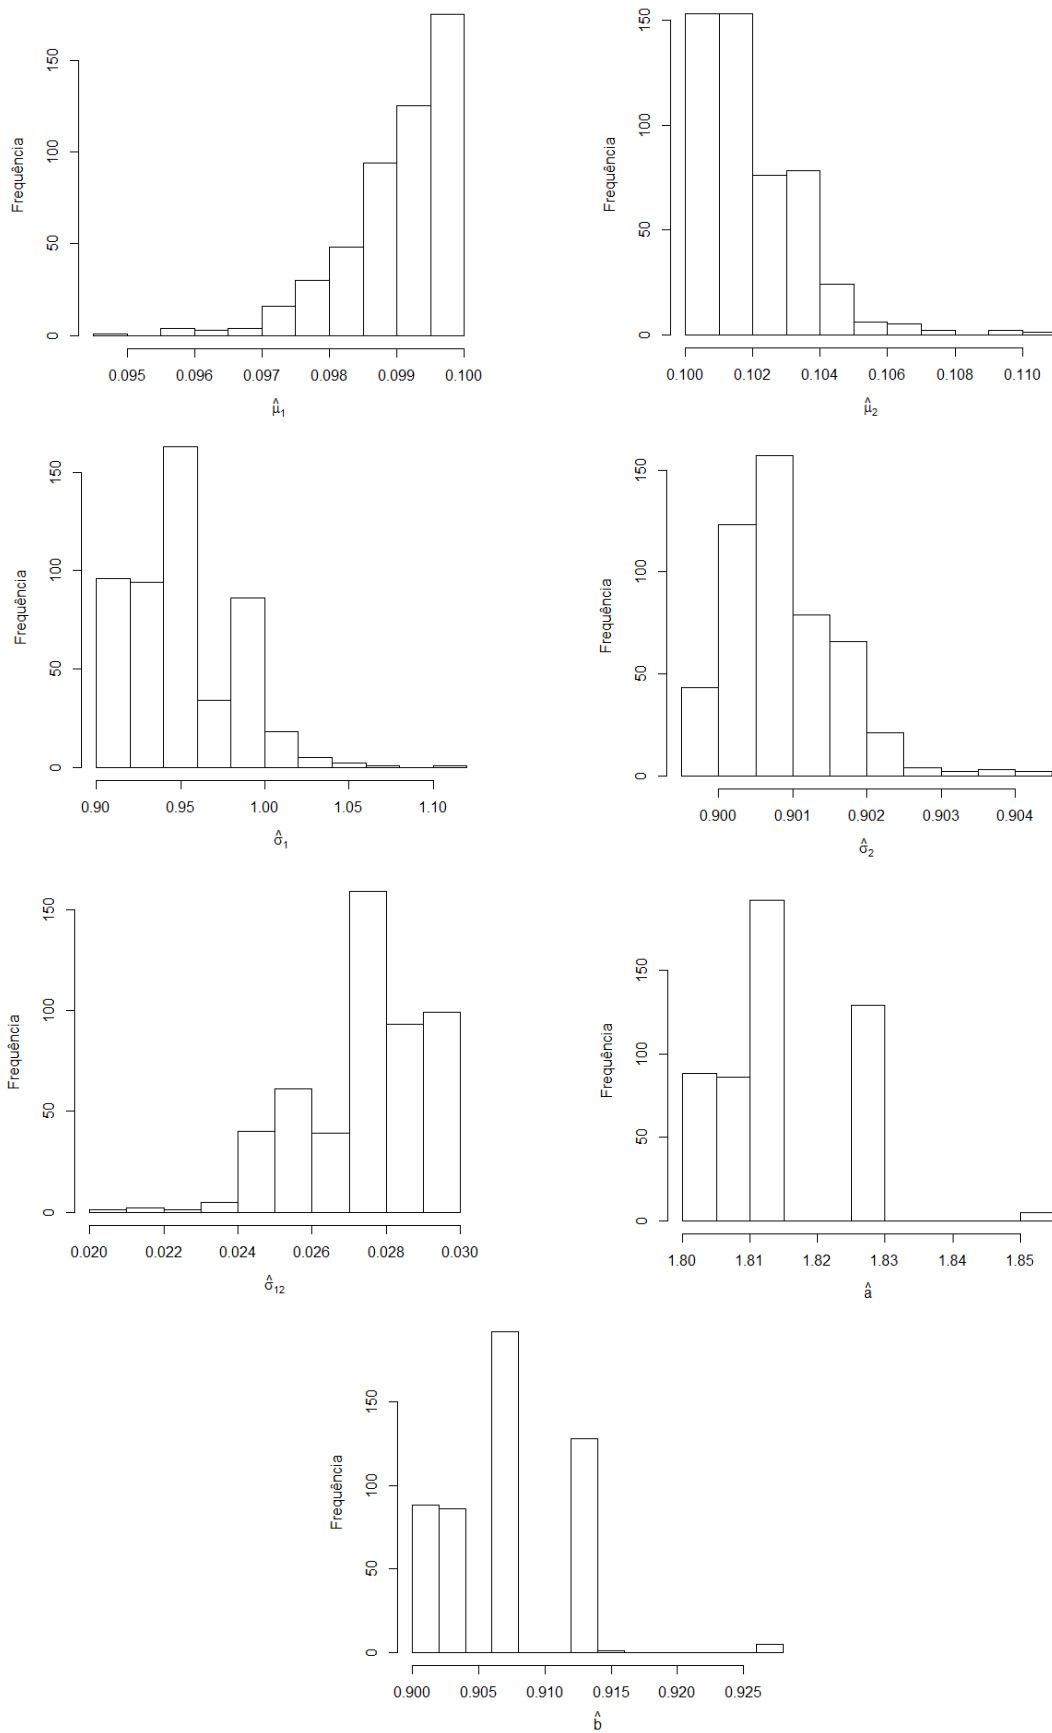 Frequência
0 50 100 150
0.095 0.096 0.097 0.098 0.099 0.100
μ̂1
Frequência
0 50 100 150
0.100 0.102 0.104 0.106 0.108 0.110
μ̂2
Frequência
0 50 100 150
0.90 0.95 1.00 1.05 1.10
σ̂1
Frequência
0 50 100 150
0.900 0.901 0.902 0.903 0.904
σ̂2
Frequência
0 50 100 150
0.020 0.022 0.024 0.026 0.028 0.030
σ̂12
Frequência
0 50 100 150
1.80 1.81 1.82 1.83 1.84 1.85
â
Frequência
0 50 100 150
0.900 0.905 0.910 0.915 0.920 0.925
b̂